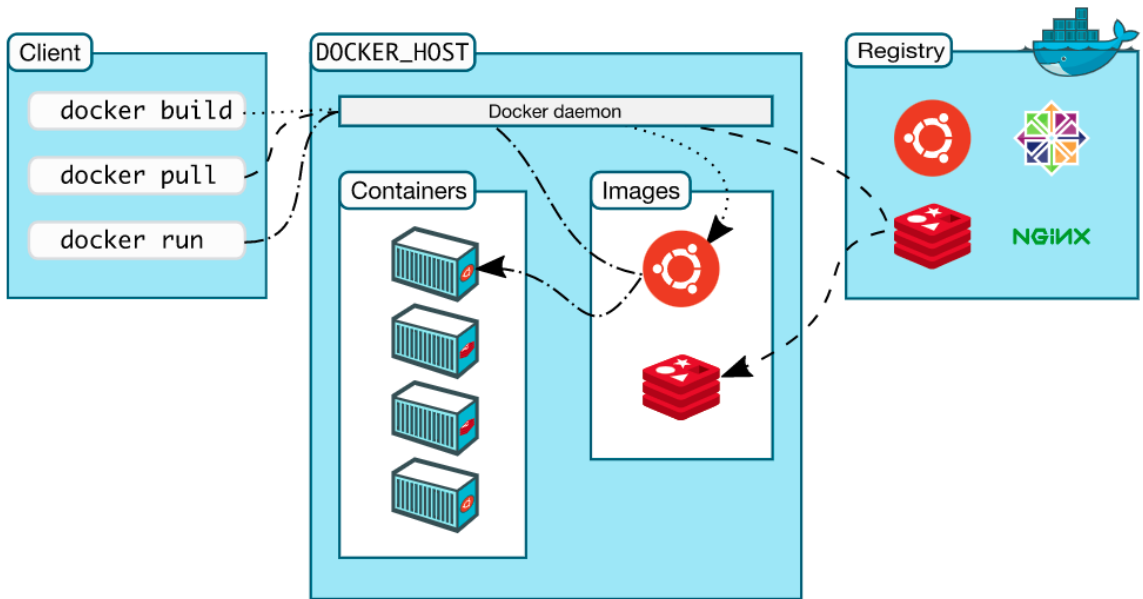 Client
docker build
docker pull
docker run
DOCKER_HOST
Docker daemon
Containers
Images
Registry
NGiNX